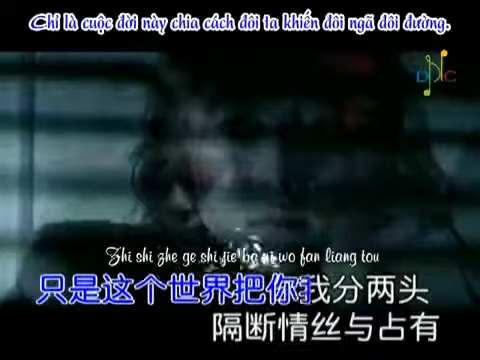 Chỉ là cuộc đời này chia cách đôi ta khiến đôi ngã đôi đường.
DNC
Zhi shi zhe ge shi jie ba ni wo fan liang tou
只是这个世界把你我分两头
隔断情丝与占有